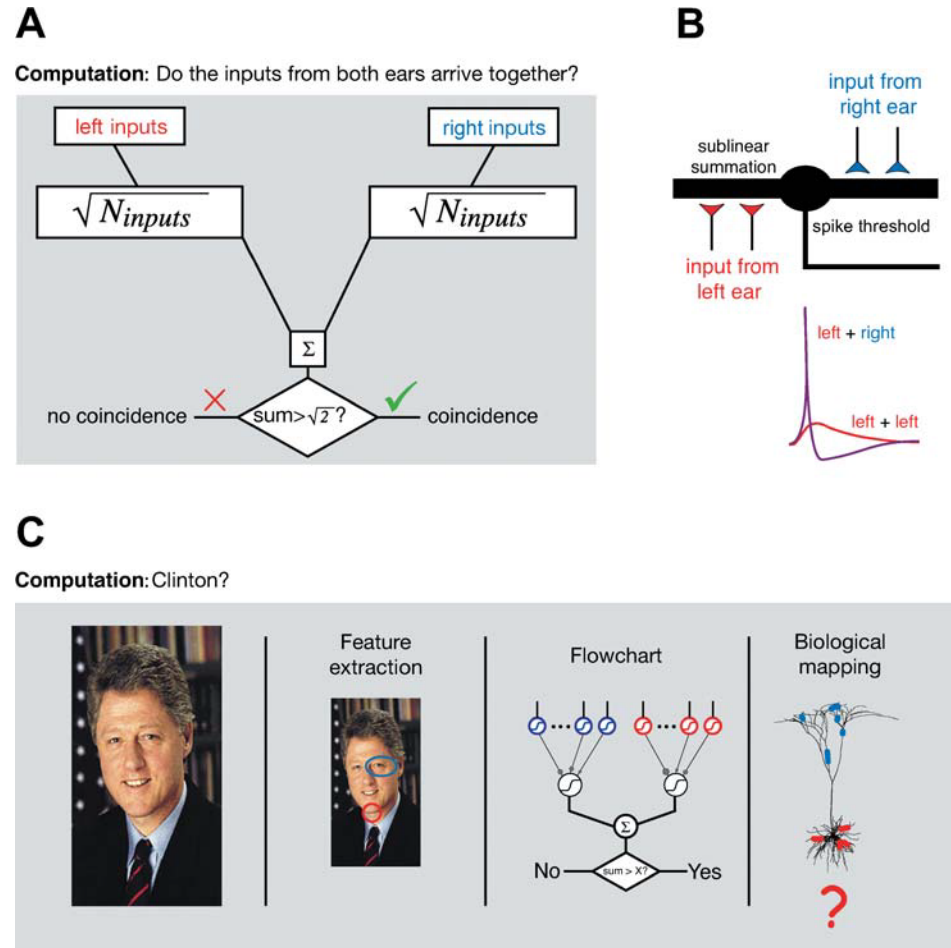 A
Computation: Do the inputs from both ears arrive together?
left inputs
right inputs
√N_inputs
√N_inputs
Σ
sum>√2?
no coincidence
coincidence
B
input from
right ear
sublinear
summation
spike threshold
input from
left ear
left + right
left + left
C
Computation: Clinton?
Feature
extraction
Flowchart
Σ
sum > X?
No
Yes
Biological
mapping
?